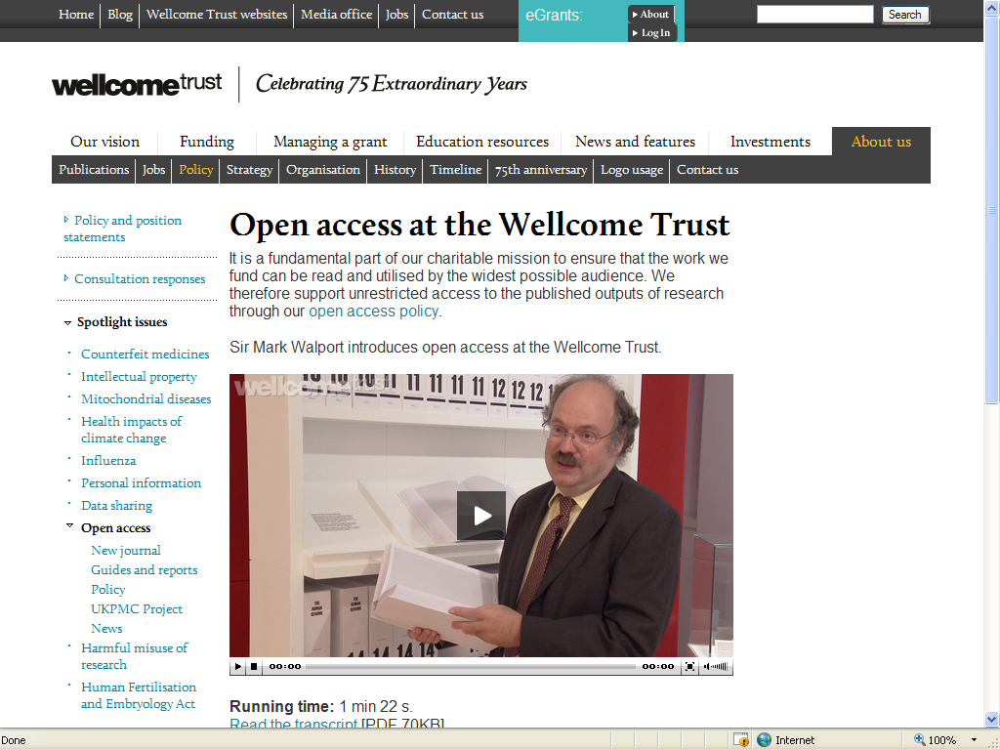 Home Blog Wellcome Trust websites Media office Jobs Contact us
eGrants:
About
Log In
Search
wellcometrust
Celebrating 75 Extraordinary Years
Our vision Funding Managing a grant Education resources News and features Investments About us
Publications Jobs Policy Strategy Organisation History Timeline 75th anniversary Logo usage Contact us
Policy and position
statements
Consultation responses
Spotlight issues
Counterfeit medicines
Intellectual property
Mitochondrial diseases
Health impacts of
climate change
Influenza
Personal information
Data sharing
Open access
New journal
Guides and reports
Policy
UKPMC Project
News
Harmful misuse of
research
Human Fertilisation
and Embryology Act
Open access at the Wellcome Trust
It is a fundamental part of our charitable mission to ensure that the work we
fund can be read and utilised by the widest possible audience. We
therefore support unrestricted access to the published outputs of research
through our open access policy.
Sir Mark Walport introduces open access at the Wellcome Trust.
wellcometrust
10 10 11 11 11 11 12 12 12
THE HUMAN GENOME
14 14 14
00:00 00:00
Running time: 1 min 22 s.
Read the transcript [PDF 70KB]
Done Internet 100%